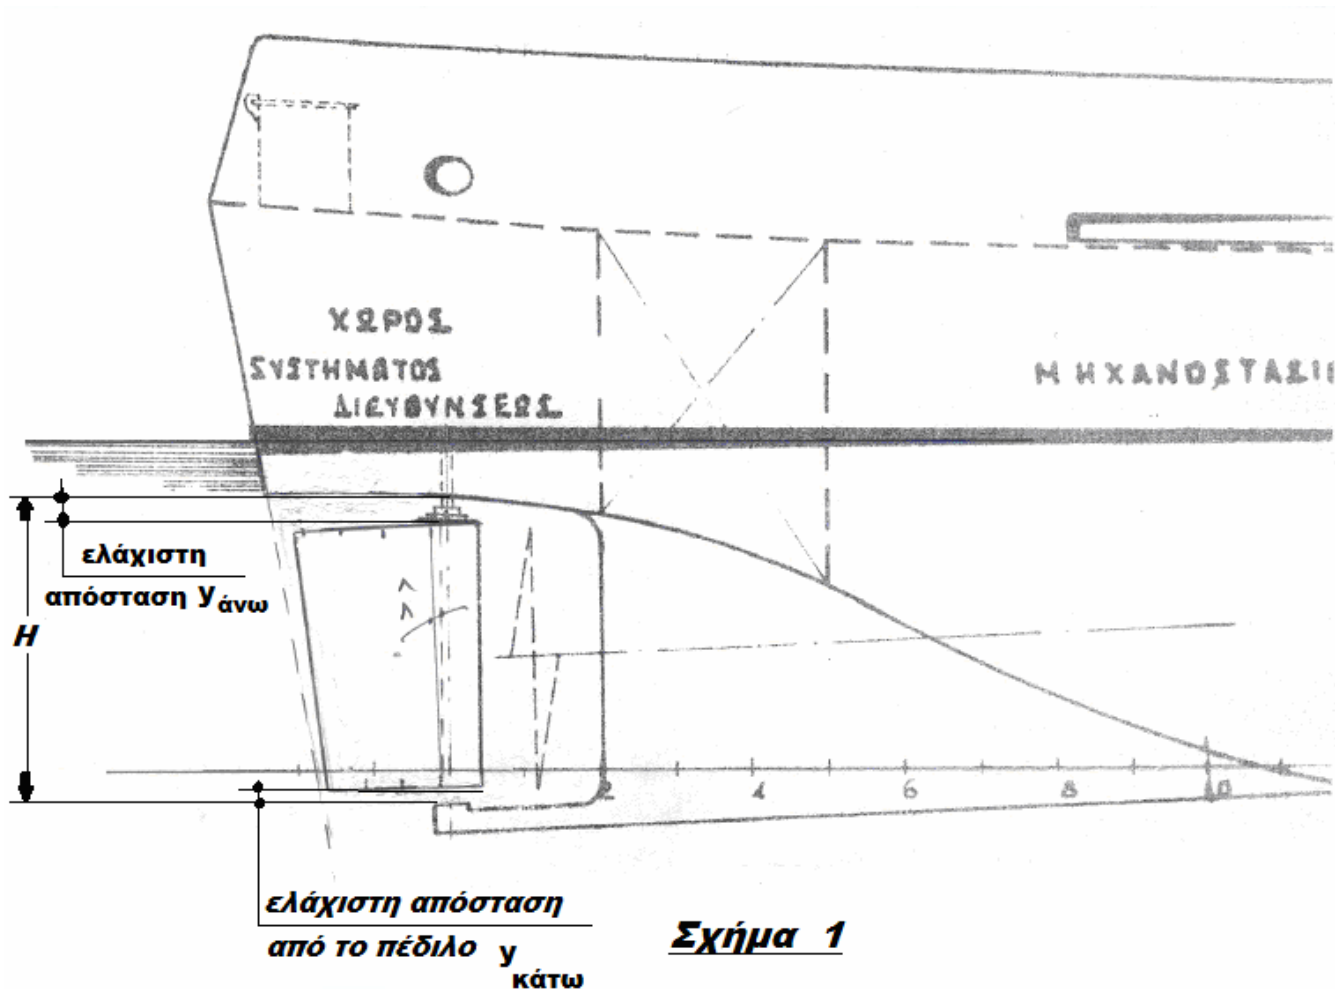 ΧΩΡΟΣ
ΣΥΣΤΗΜΑΤΟΣ
ΔΙΕΥΘΥΝΣΕΩΣ
ΜΗΧΑΝΟΣΤΑΣΙ
ελάχιστη
απόσταση y άνω
H
2 4 6 8 10
ελάχιστη απόσταση
από το πέδιλο y κάτω
Σχήμα 1